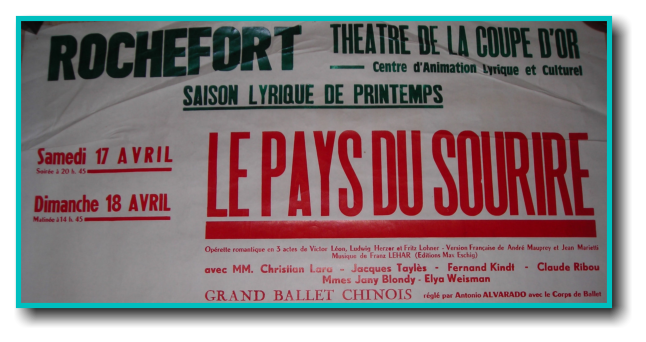 ROCHEFORT
THEATRE DE LA COUPE D'OR
Centre d'Animation Lyrique et Culturel
SAISON LYRIQUE DE PRINTEMPS
Samedi 17 AVRIL
Soirée à 20 h. 45
Dimanche 18 AVRIL
Matinée à 14 h. 45
LE PAYS DU SOURIRE
Opérette romantique en 3 actes de Victor Léon, Ludwig Herzer et Fritz Lohner - Version Française de André Mauprey et Jean Marietti
Musique de Franz LEHAR (Editions Max Eschig)
avec MM. Christian Lara - Jacques Taylès - Fernand Kindt - Claude Ribou
Mmes Jany Blondy - Elya Weisman
GRAND BALLET CHINOIS réglé par Antonio ALVARADO avec le Corps de Ballet